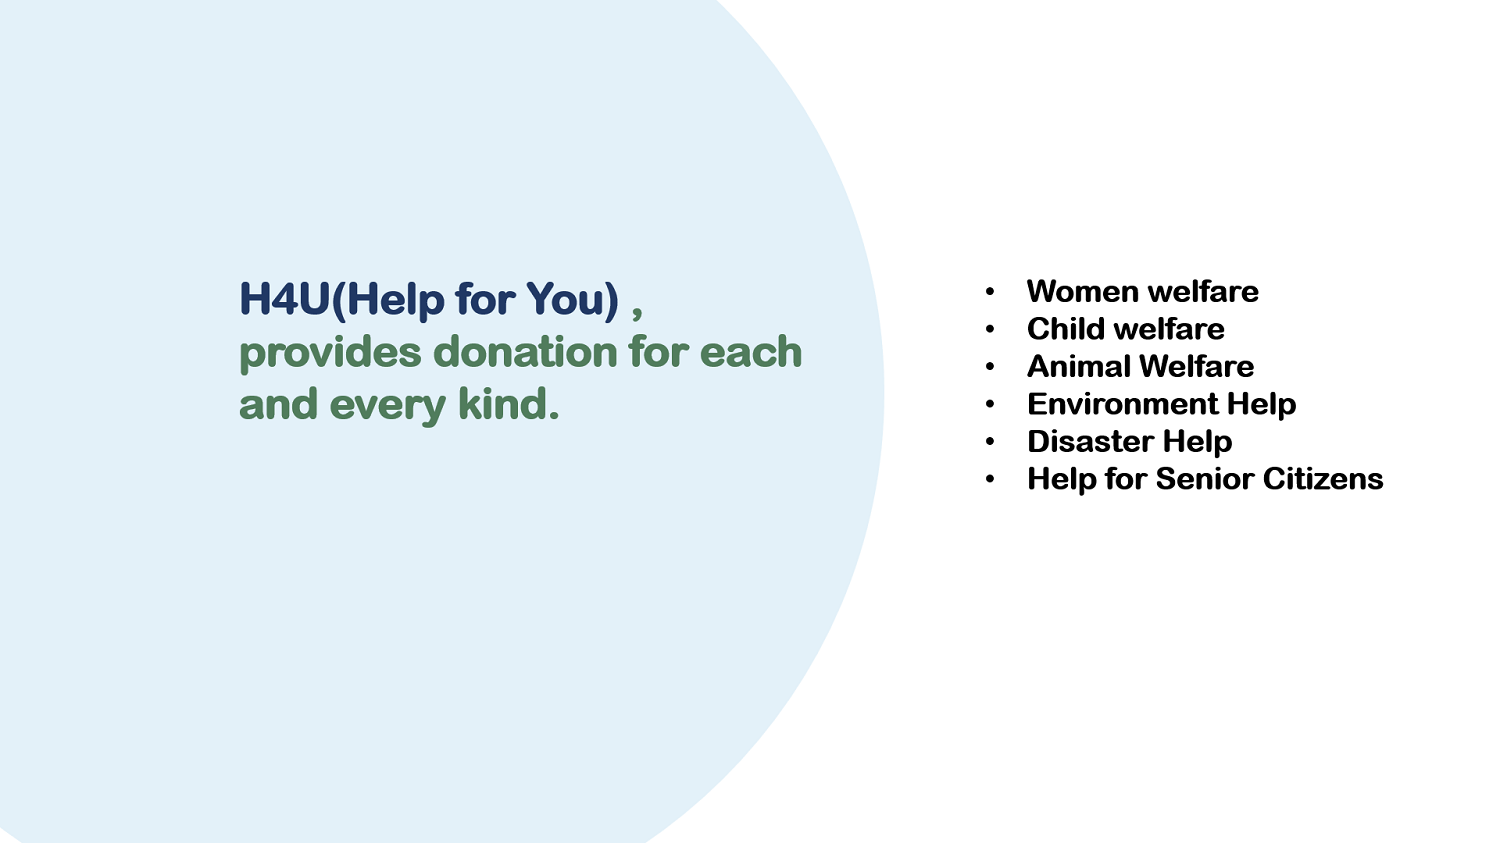 H4U(Help for You) ,
provides donation for each
and every kind.
• Women welfare
• Child welfare
• Animal Welfare
• Environment Help
• Disaster Help
• Help for Senior Citizens